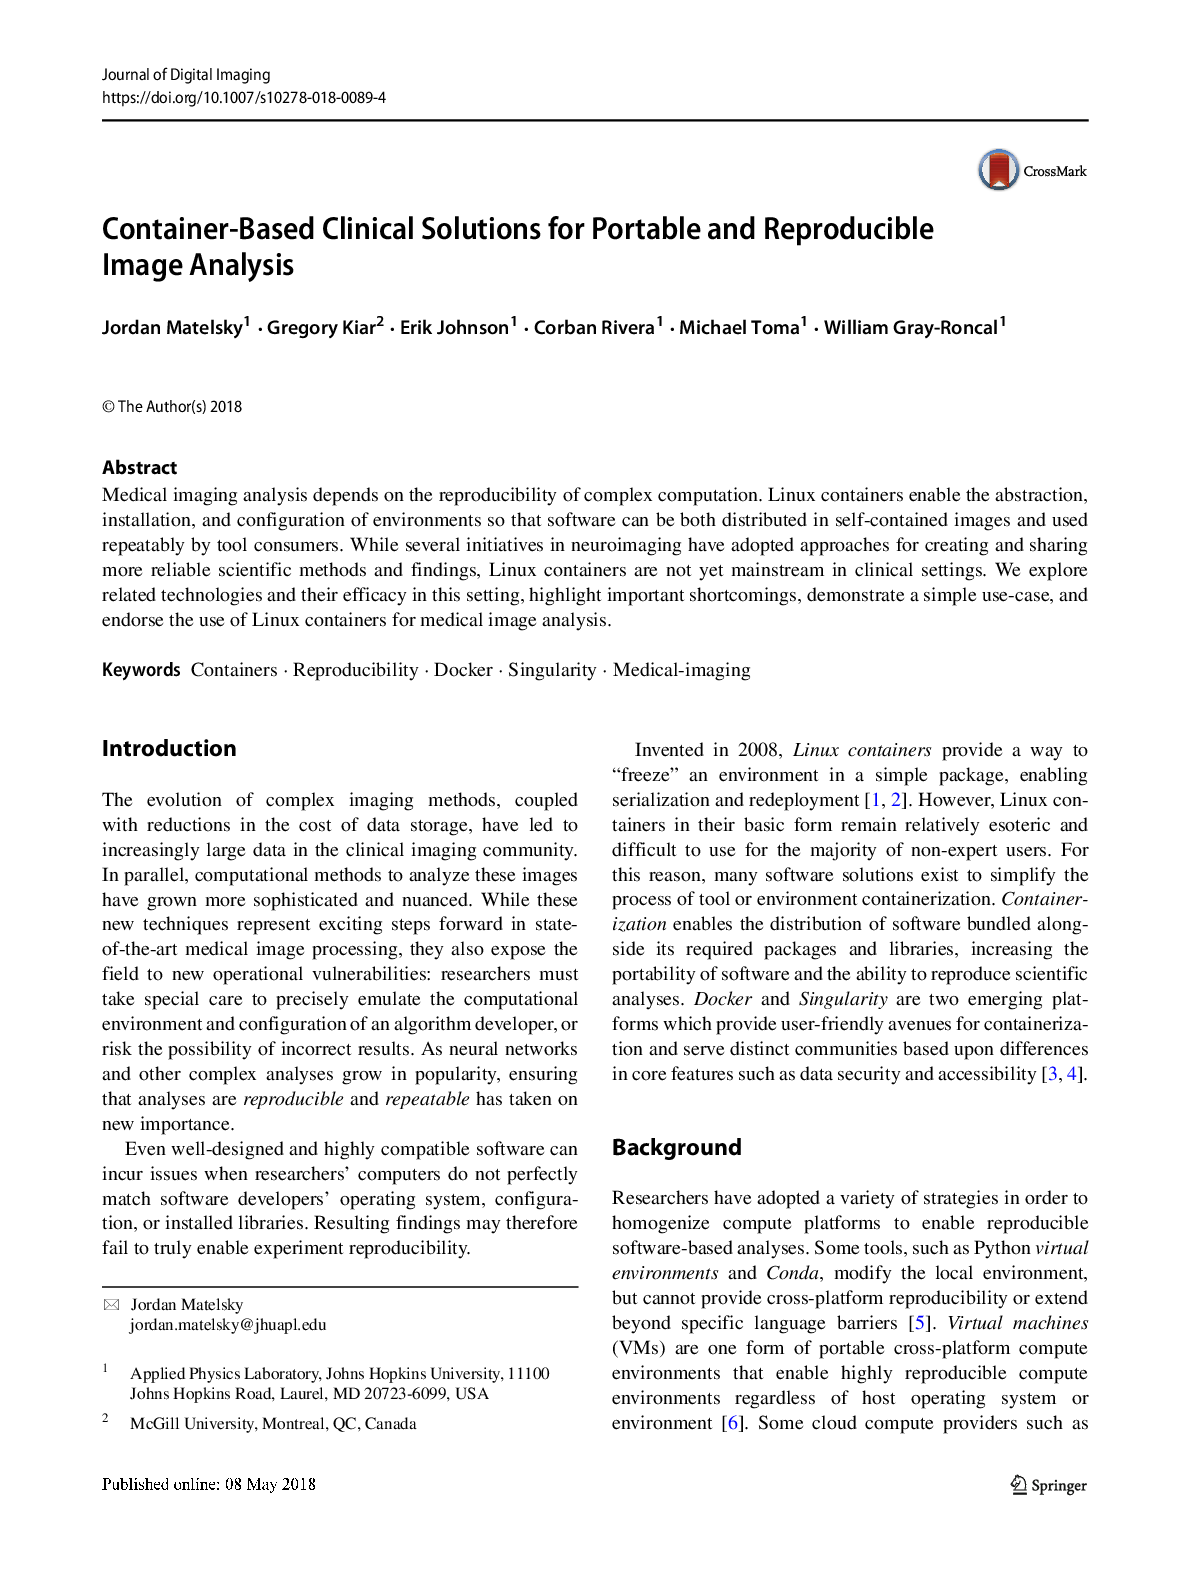 Journal of Digital Imaging
https://doi.org/10.1007/s10278-018-0089-4
CrossMark
Container-Based Clinical Solutions for Portable and Reproducible
Image Analysis
Jordan Matelsky1 · Gregory Kiar2 · Erik Johnson1 · Corban Rivera1 · Michael Toma1 · William Gray-Roncal1
© The Author(s) 2018
Abstract
Medical imaging analysis depends on the reproducibility of complex computation. Linux containers enable the abstraction,
installation, and configuration of environments so that software can be both distributed in self-contained images and used
repeatably by tool consumers. While several initiatives in neuroimaging have adopted approaches for creating and sharing
more reliable scientific methods and findings, Linux containers are not yet mainstream in clinical settings. We explore
related technologies and their efficacy in this setting, highlight important shortcomings, demonstrate a simple use-case, and
endorse the use of Linux containers for medical image analysis.
Keywords Containers · Reproducibility · Docker · Singularity · Medical-imaging
Introduction
The evolution of complex imaging methods, coupled
with reductions in the cost of data storage, have led to
increasingly large data in the clinical imaging community.
In parallel, computational methods to analyze these images
have grown more sophisticated and nuanced. While these
new techniques represent exciting steps forward in state-
of-the-art medical image processing, they also expose the
field to new operational vulnerabilities: researchers must
take special care to precisely emulate the computational
environment and configuration of an algorithm developer, or
risk the possibility of incorrect results. As neural networks
and other complex analyses grow in popularity, ensuring
that analyses are reproducible and repeatable has taken on
new importance.
Even well-designed and highly compatible software can
incur issues when researchers' computers do not perfectly
match software developers' operating system, configura-
tion, or installed libraries. Resulting findings may therefore
fail to truly enable experiment reproducibility.
Jordan Matelsky
jordan.matelsky@jhuapl.edu
1 Applied Physics Laboratory, Johns Hopkins University, 11100
Johns Hopkins Road, Laurel, MD 20723-6099, USA
2 McGill University, Montreal, QC, Canada
Invented in 2008, Linux containers provide a way to
“freeze” an environment in a simple package, enabling
serialization and redeployment [1, 2]. However, Linux con-
tainers in their basic form remain relatively esoteric and
difficult to use for the majority of non-expert users. For
this reason, many software solutions exist to simplify the
process of tool or environment containerization. Container-
ization enables the distribution of software bundled along-
side its required packages and libraries, increasing the
portability of software and the ability to reproduce scientific
analyses. Docker and Singularity are two emerging plat-
forms which provide user-friendly avenues for containeriza-
tion and serve distinct communities based upon differences
in core features such as data security and accessibility [3, 4].
Background
Researchers have adopted a variety of strategies in order to
homogenize compute platforms to enable reproducible
software-based analyses. Some tools, such as Python virtual
environments and Conda, modify the local environment,
but cannot provide cross-platform reproducibility or extend
beyond specific language barriers [5]. Virtual machines
(VMs) are one form of portable cross-platform compute
environments that enable highly reproducible compute
environments regardless of host operating system or
environment [6]. Some cloud compute providers such as
Published online: 08 May 2018
Springer